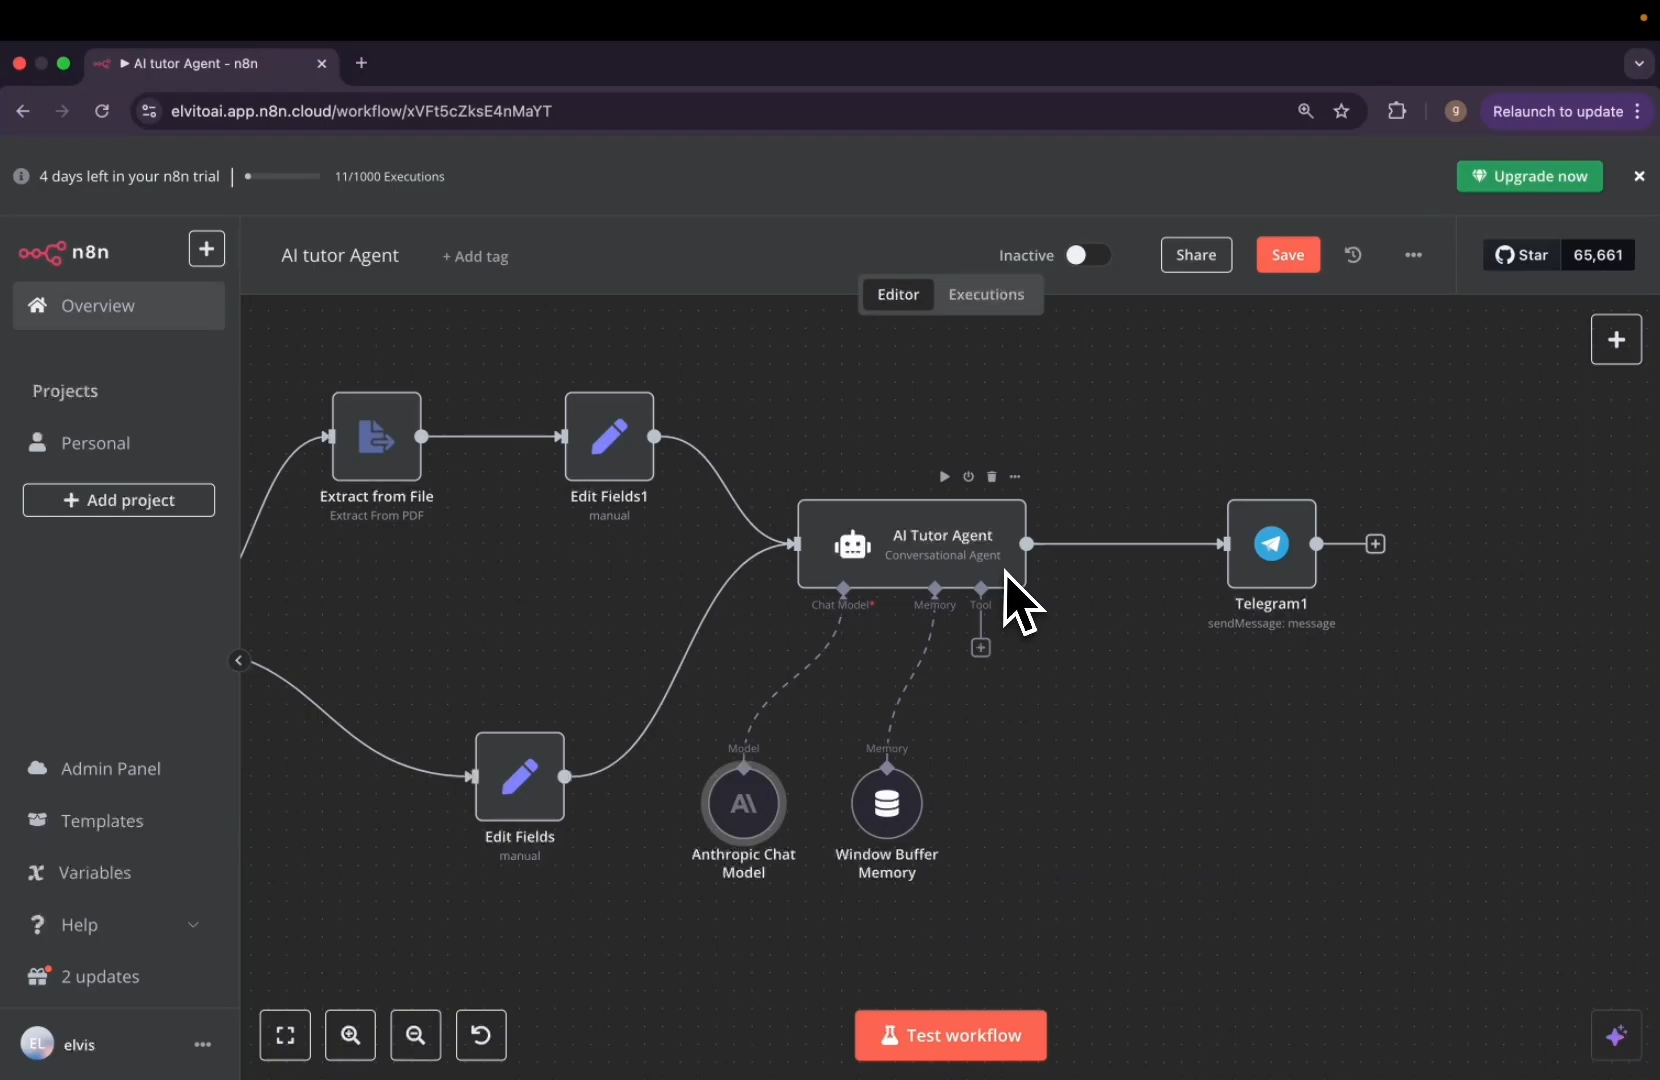 AI tutor Agent - n8n
elvitoai.app.n8n.cloud/workflow/xVFt5cZksE4nMaYT
g
Relaunch to update
4 days left in your n8n trial
11/1000 Executions
Upgrade now
n8n
AI tutor Agent
+ Add tag
Inactive
Share
Save
Star
65,661
Overview
Editor
Executions
Projects
Personal
Add project
Extract from File
Extract From PDF
Edit Fields1
manual
AI Tutor Agent
Conversational Agent
Chat Model*
Memory
Tool
Telegram1
sendMessage: message
Model
Memory
Edit Fields
manual
Anthropic Chat
Model
Window Buffer
Memory
Admin Panel
Templates
Variables
Help
2 updates
EL
elvis
Test workflow